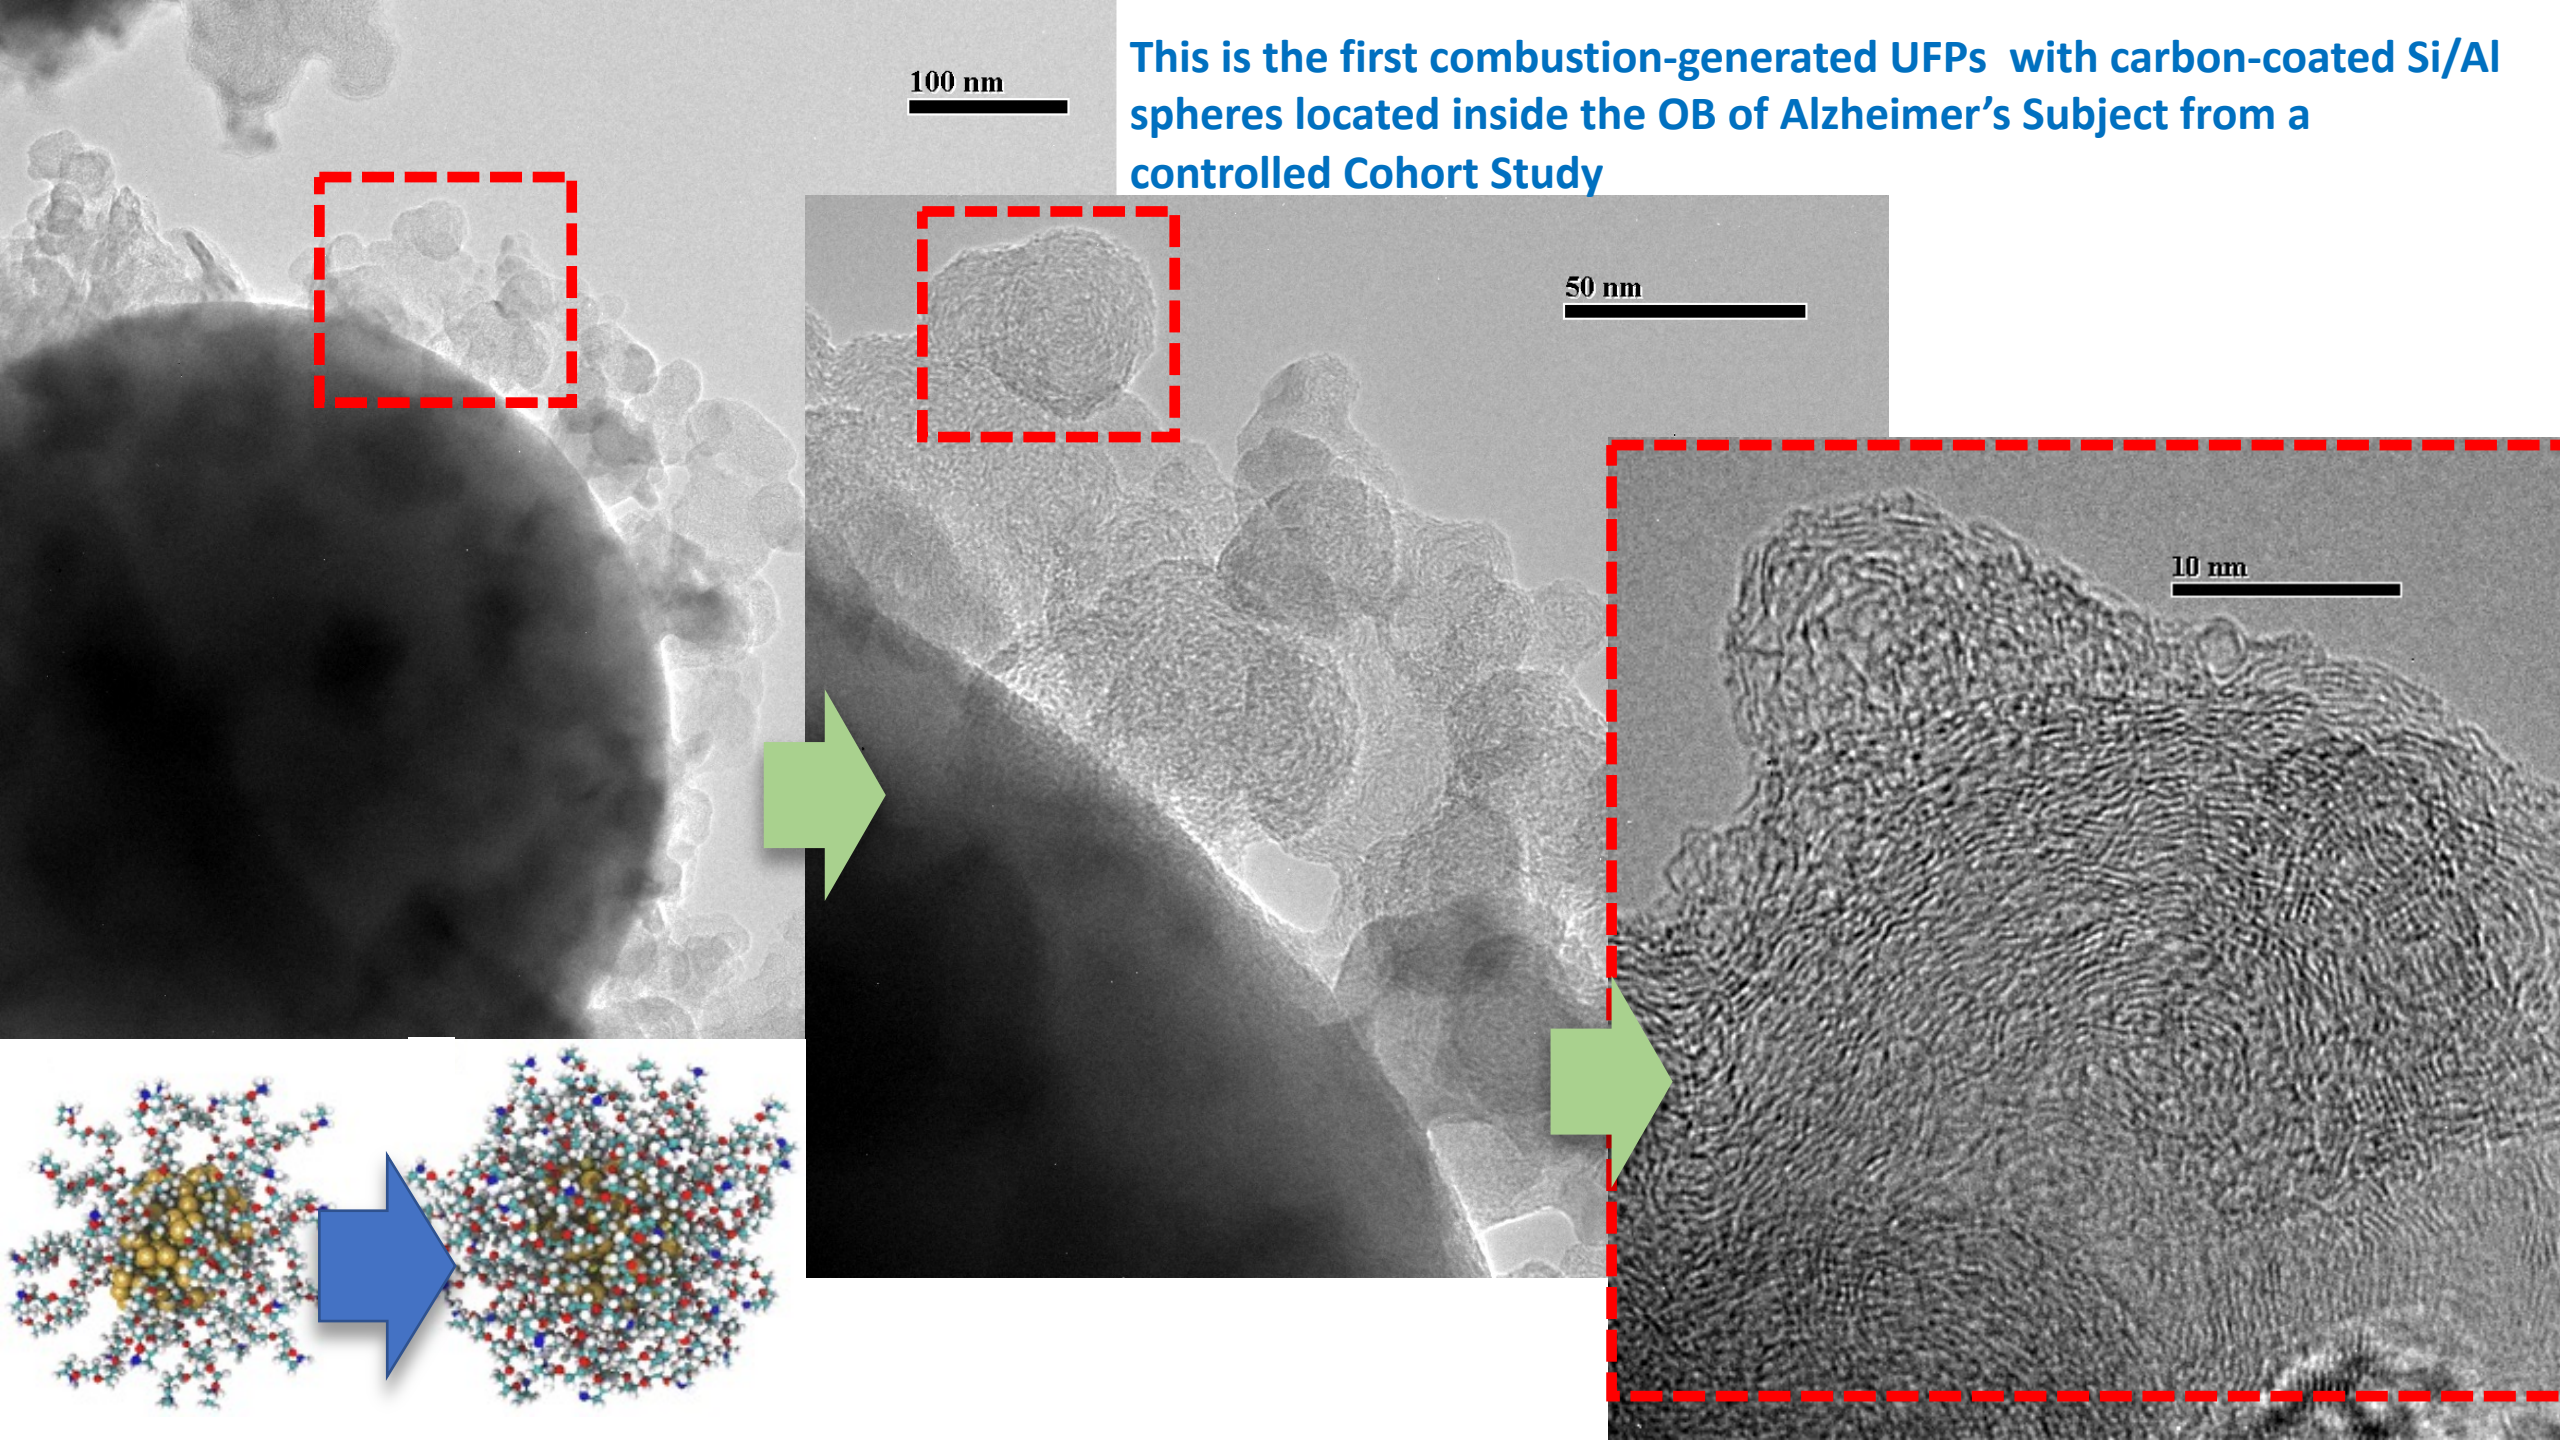 This is the first combustion-generated UFPs  with carbon-coated Si/Al
spheres located inside the OB of Alzheimer’s Subject from a
controlled Cohort Study
100 nm
50 nm
10 nm